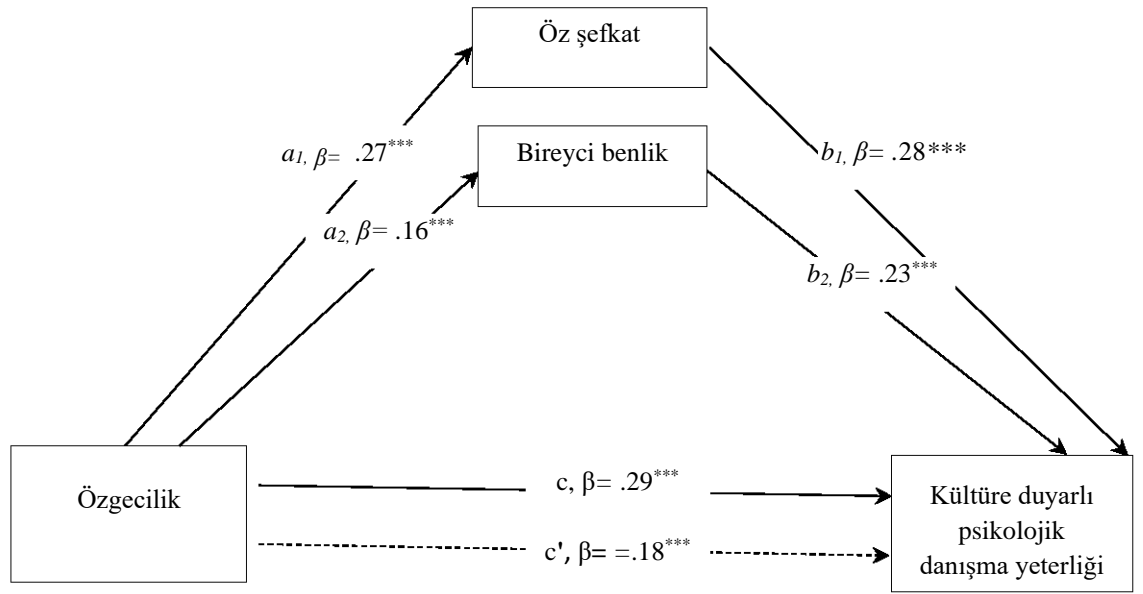 Öz şefkat
a1, β= .27***
Bireyci benlik
b1, β= .28***
a2, β= .16***
b2, β= .23***
Özgecilik
c, β= .29***
c', β= =.18***
Kültüre duyarlı
psikolojik
danışma yeterliği